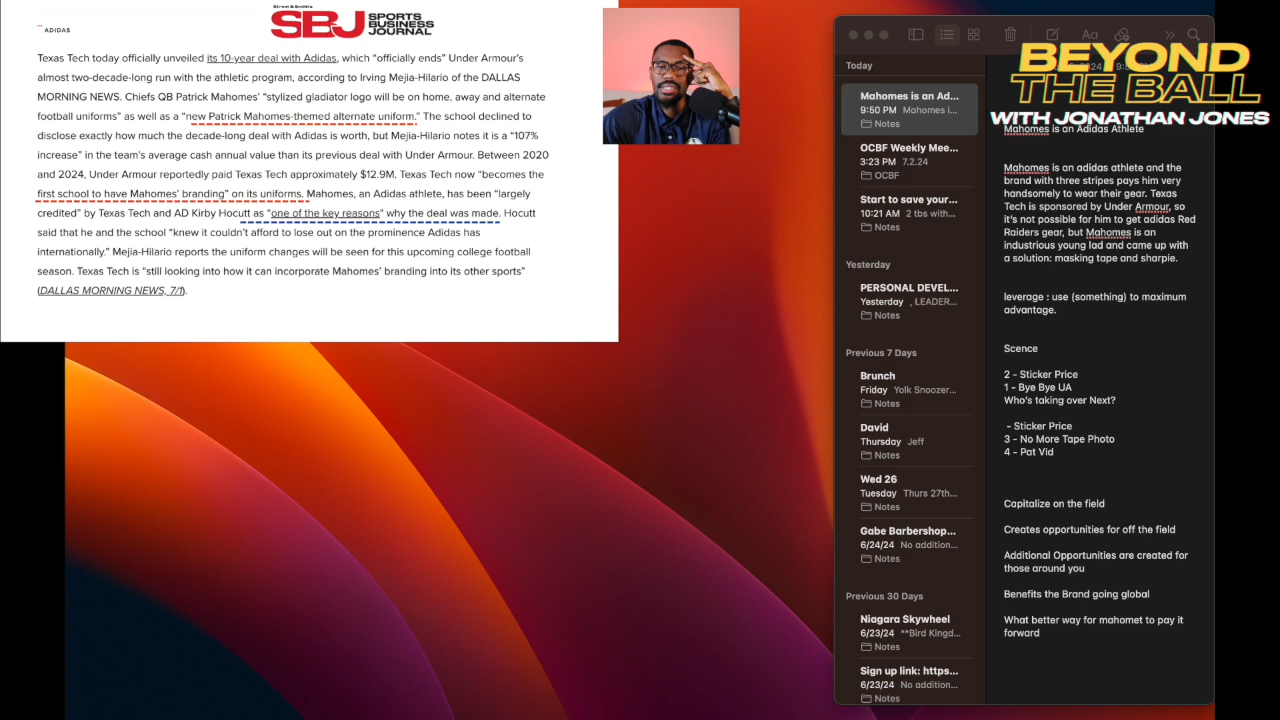 Street & Smith's
SBJ SPORTS
BUSINESS
JOURNAL
ADIDAS
Texas Tech today officially unveiled its 10-year deal with Adidas, which “officially ends” Under Armour’s
almost two-decade-long run with the athletic program, according to Irving Mejia-Hilario of the DALLAS
MORNING NEWS. Chiefs QB Patrick Mahomes’ “stylized gladiator logo will be on home, away and alternate
football uniforms” as well as a “new Patrick Mahomes-themed alternate uniform.” The school declined to
disclose exactly how much the decade-long deal with Adidas is worth, but Mejia-Hilario notes it is a “107%
increase” in the team’s average cash annual value than its previous deal with Under Armour. Between 2020
and 2024, Under Armour reportedly paid Texas Tech approximately $12.9M. Texas Tech now “becomes the
first school to have Mahomes’ branding” on its uniforms. Mahomes, an Adidas athlete, has been “largely
credited” by Texas Tech and AD Kirby Hocutt as “one of the key reasons” why the deal was made. Hocutt
said that he and the school “knew it couldn’t afford to lose out on the prominence Adidas has
internationally.” Mejia-Hilario reports the uniform changes will be seen for this upcoming college football
season. Texas Tech is “still looking into how it can incorporate Mahomes’ branding into its other sports”
(DALLAS MORNING NEWS, 7/1).
Today
Mahomes is an Ad...
9:50 PM Mahomes i...
Notes
OCBF Weekly Mee...
3:23 PM 7.2.24
OCBF
Start to save your...
10:21 AM 2 tbs with...
Notes
Yesterday
PERSONAL DEVEL...
Yesterday , LEADER...
Notes
Previous 7 Days
Brunch
Friday Yolk Snoozer...
Notes
David
Thursday Jeff
Notes
Wed 26
Tuesday Thurs 27th...
Notes
Gabe Barbershop...
6/24/24 No addition...
Notes
Previous 30 Days
Niagara Skywheel
6/23/24 **Bird Kingd...
Notes
Sign up link: https...
6/23/24 No addition...
Notes
Aa
BEYOND
THE BALL
WITH JONATHAN JONES
Mahomes is an Adidas Athlete
Mahomes is an adidas athlete and the
brand with three stripes pays him very
handsomely to wear their gear. Texas
Tech is sponsored by Under Armour, so
it’s not possible for him to get adidas Red
Raiders gear, but Mahomes is an
industrious young lad and came up with
a solution: masking tape and sharpie.
leverage : use (something) to maximum
advantage.
Scence
2 - Sticker Price
1 - Bye Bye UA
Who’s taking over Next?
- Sticker Price
3 - No More Tape Photo
4 - Pat Vid
Capitalize on the field
Creates opportunities for off the field
Additional Opportunities are created for
those around you
Benefits the Brand going global
What better way for mahomet to pay it
forward